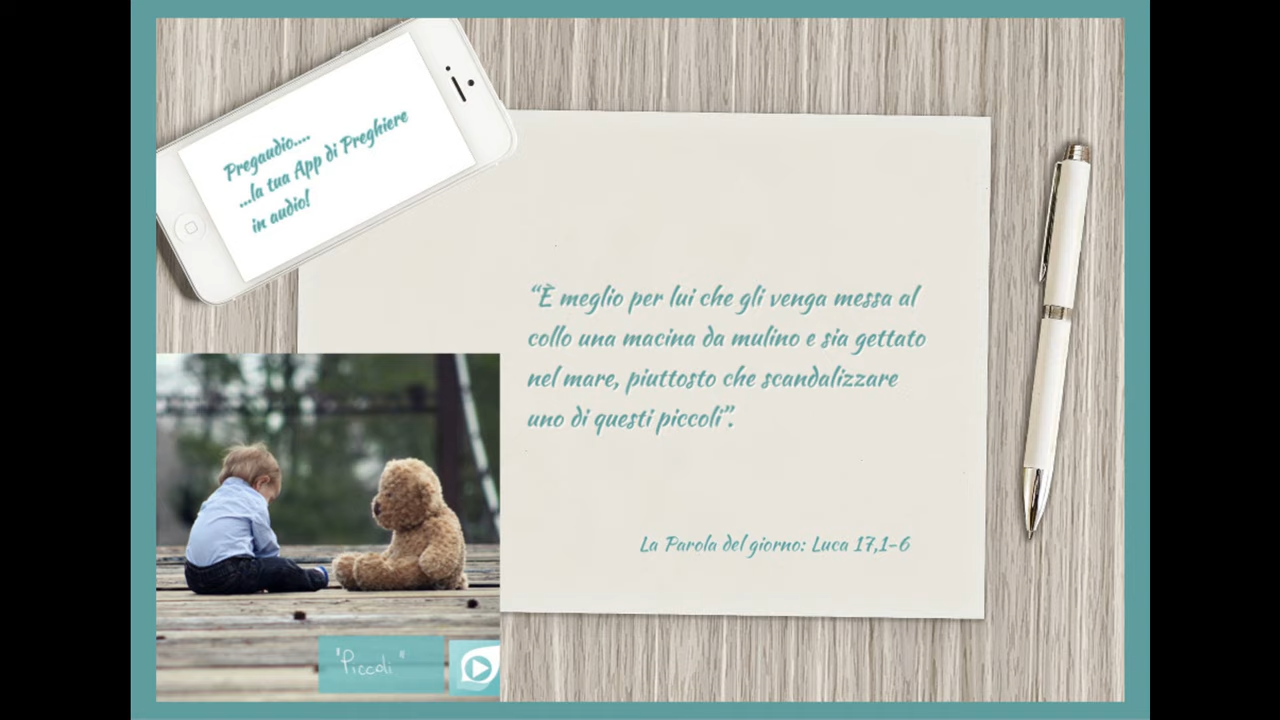 Pregaudio....
...la tua App di Preghiere
in audio!
“È meglio per lui che gli venga messa al
collo una macina da mulino e sia gettato
nel mare, piuttosto che scandalizzare
uno di questi piccoli”.
La Parola del giorno: Luca 17,1-6
"Piccoli"